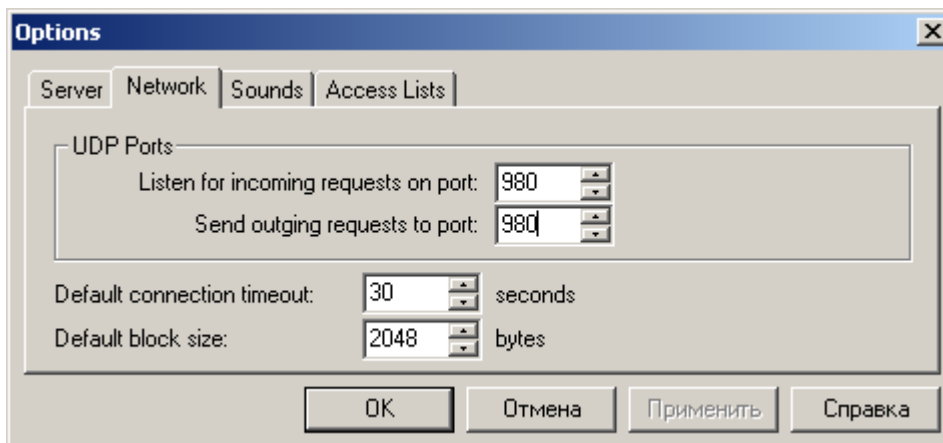 Options
Server Network Sounds Access Lists
UDP Ports
Listen for incoming requests on port: 980
Send outging requests to port: 980
Default connection timeout: 30 seconds
Default block size: 2048 bytes
OK Отмена Применить Справка